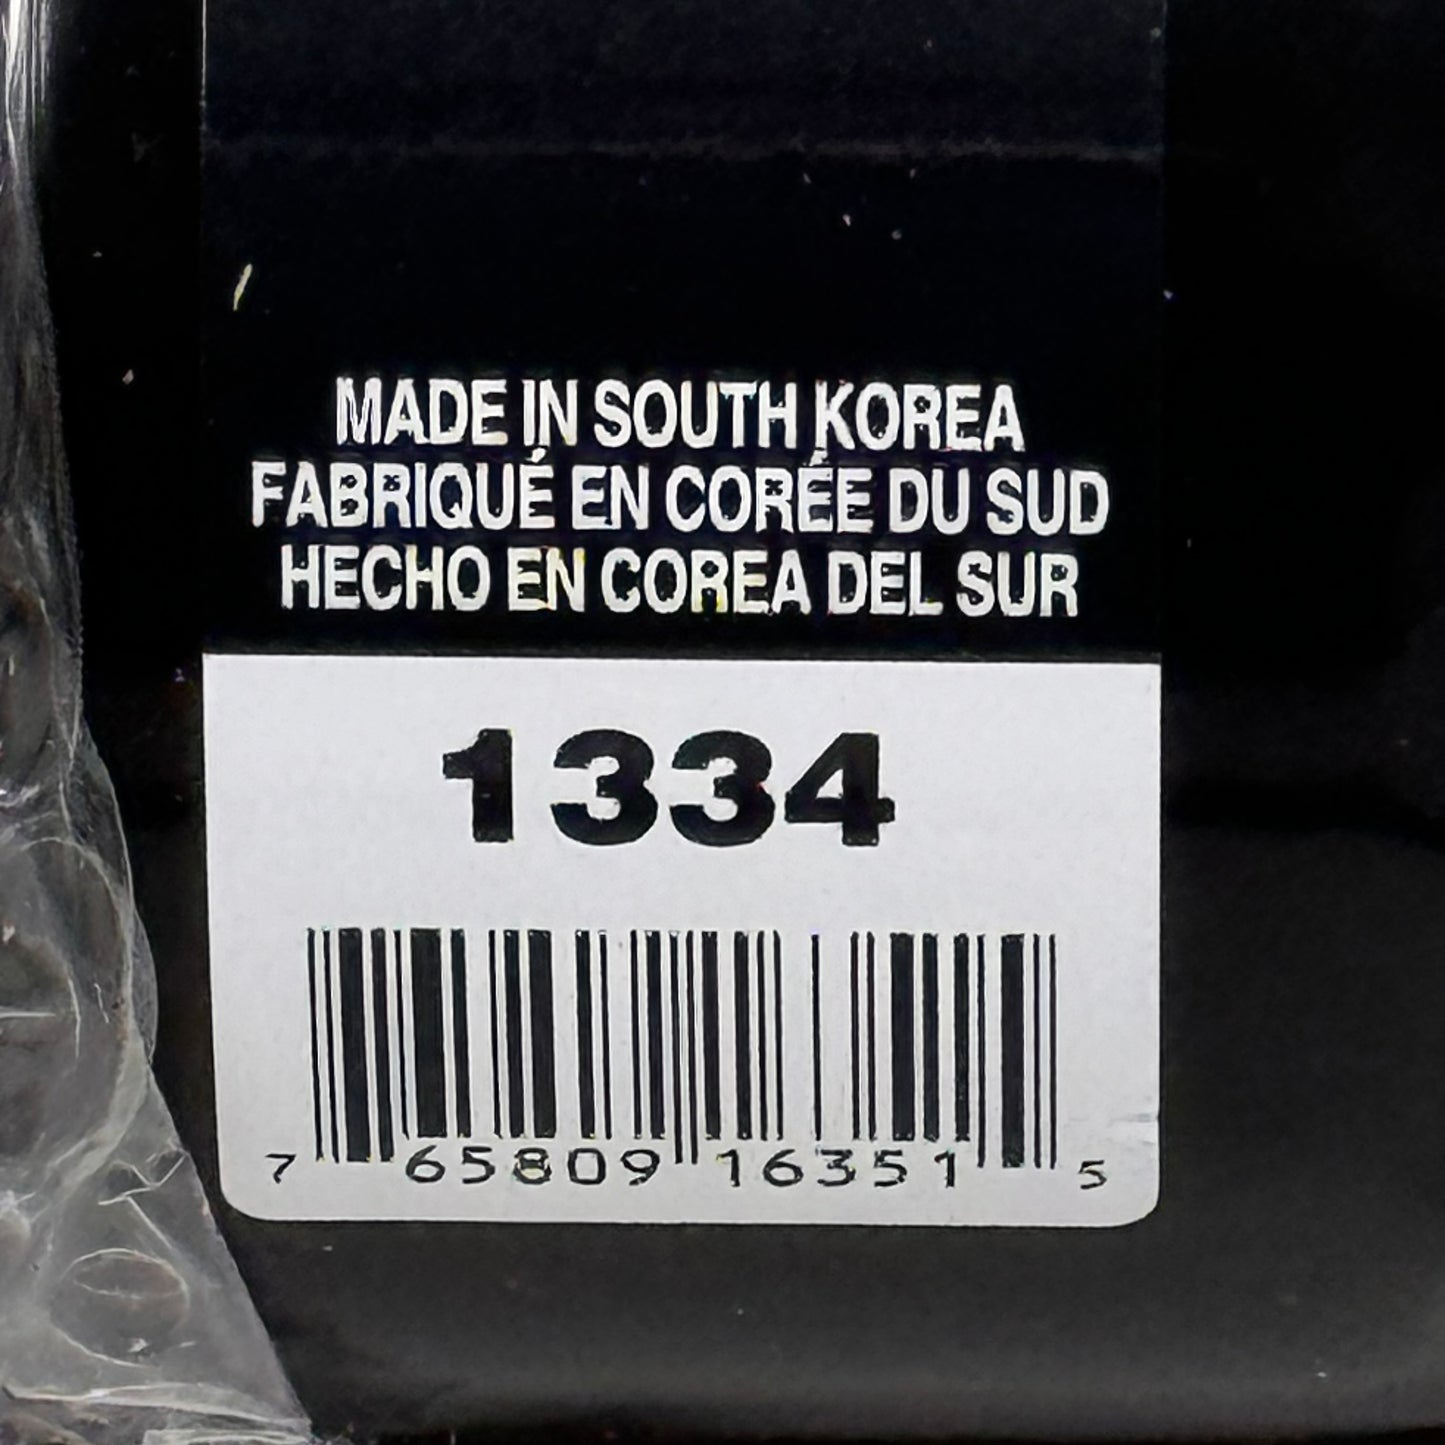 MADE IN SOUTH KOREA
FABRIQUÉ EN CORÉE DU SUD
HECHO EN COREA DEL SUR
1334
7 65809 16351 5